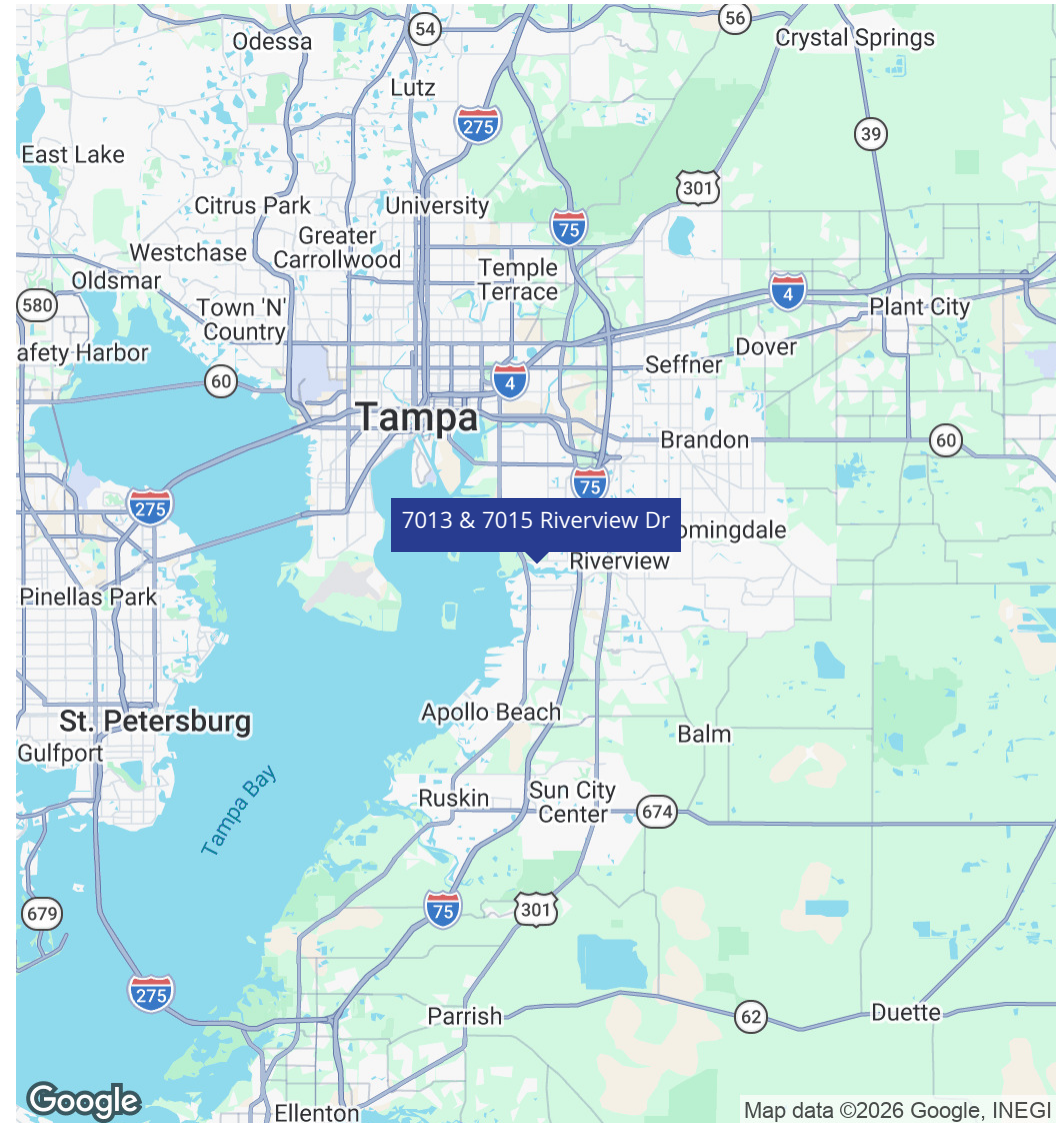 54
56
Odessa
Crystal Springs
Lutz
275
39
East Lake
301
Citrus Park
University
75
Greater
Carrollwood
Westchase
Temple
Terrace
Oldsmar
4
580
Town 'N'
Country
Plant City
afety Harbor
Dover
Seffner
60
4
Tampa
Brandon
60
75
275
7013 & 7015 Riverview Dr
omingdale
Riverview
Pinellas Park
Apollo Beach
St. Petersburg
Balm
Gulfport
Tampa Bay
Ruskin
Sun City
Center
674
75
301
679
275
Parrish
62
Duette
Google
Ellenton
Map data ©2026 Google, INEGI